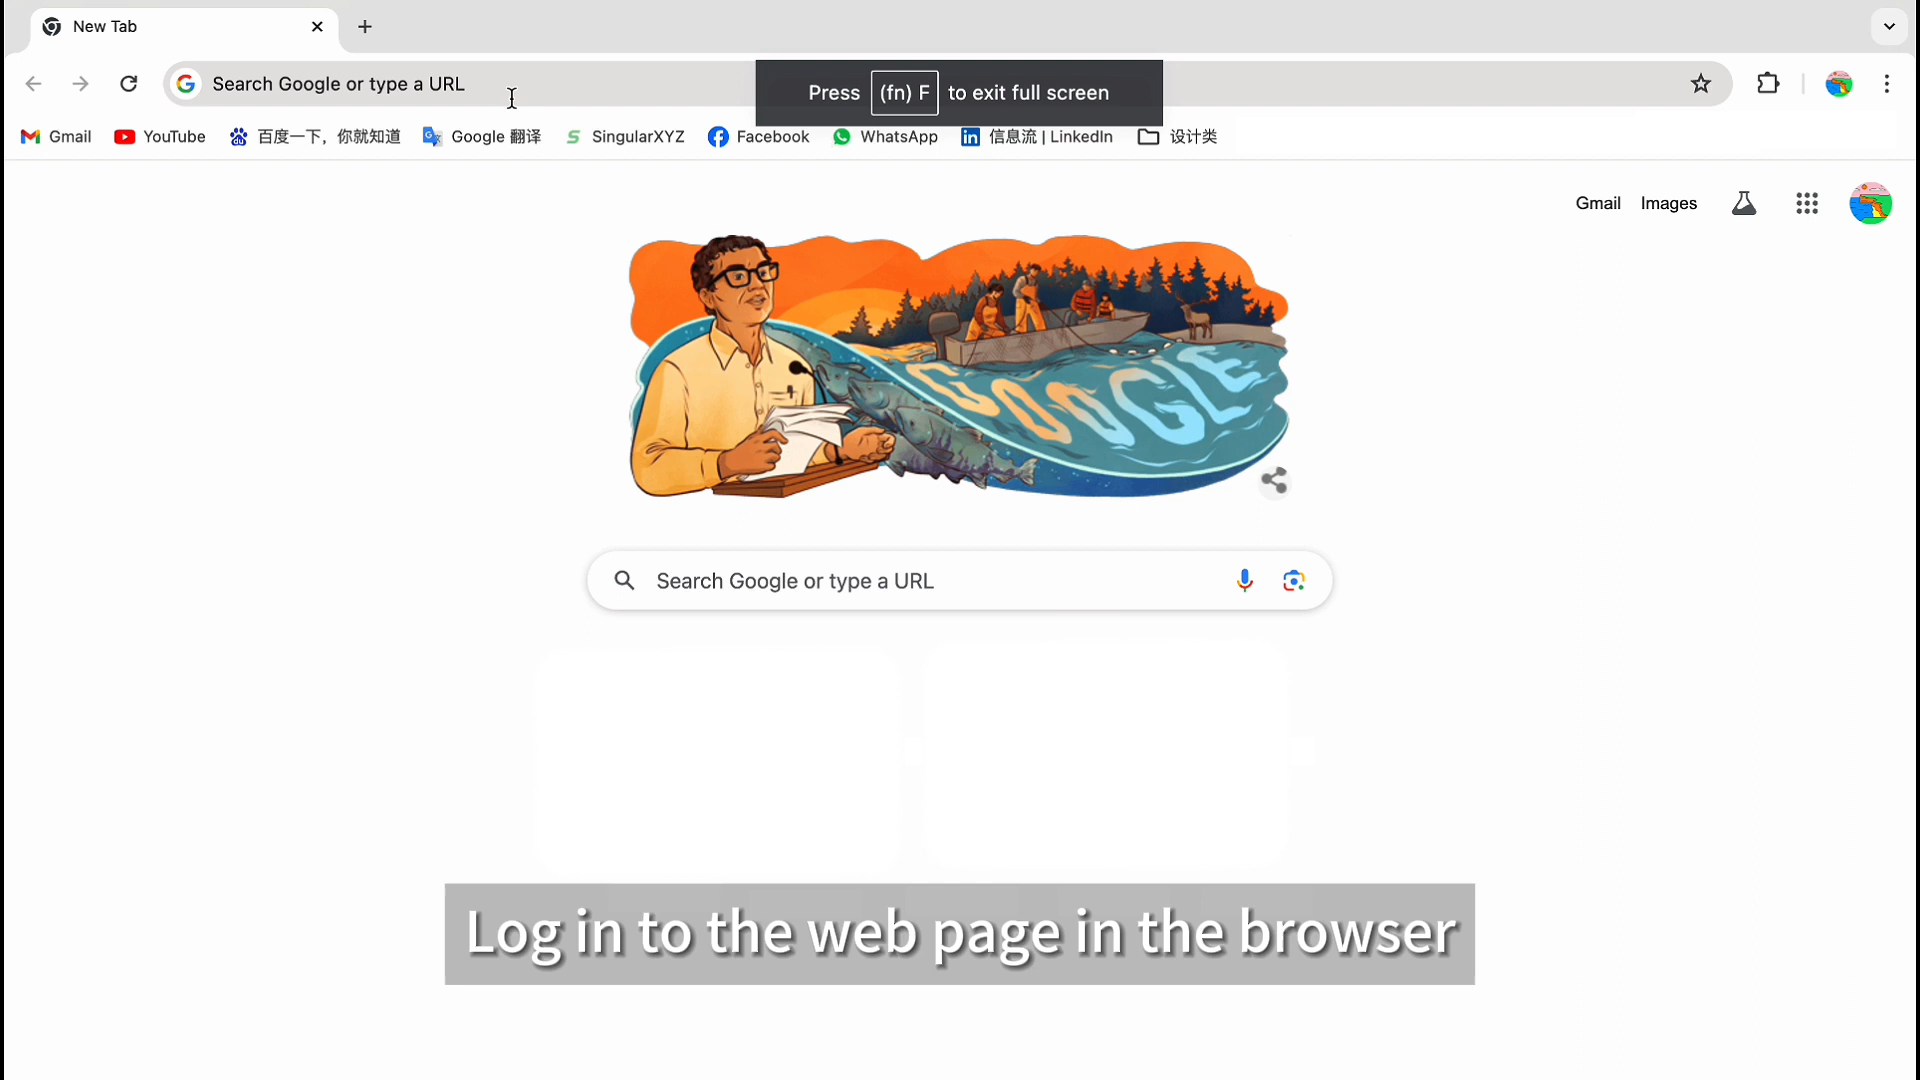 New Tab
Search Google or type a URL
Press (fn) F to exit full screen
Gmail YouTube 百度一下，你就知道 Google 翻译 SingularXYZ Facebook WhatsApp 信息流 | LinkedIn 设计类
Gmail Images
GOOGLE
Search Google or type a URL
Log in to the web page in the browser